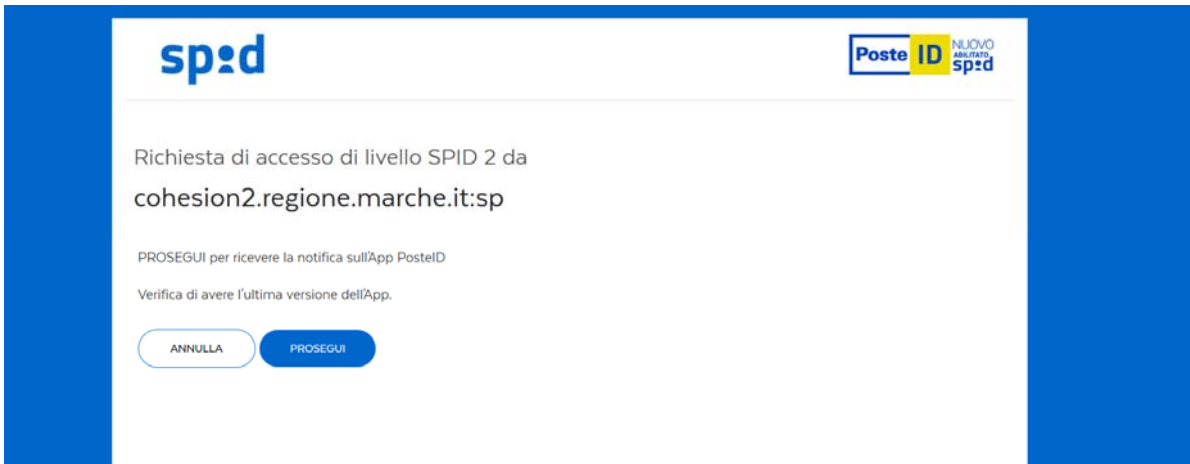 spid
Poste ID NUOVO
ABILITATO
spid
Richiesta di accesso di livello SPID 2 da
cohesion2.regione.marche.it:sp
PROSEGUI per ricevere la notifica sull'App PosteID
Verifica di avere l'ultima versione dell'App.
ANNULLA PROSEGUI